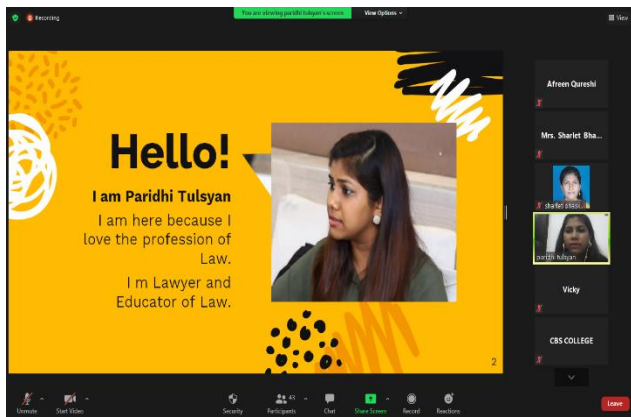 Recording
You are viewing paridhi tulsyan's screen
View Options
View
Hello!
I am Paridhi Tulsyan
I am here because I
love the profession of
Law.
I m Lawyer and
Educator of Law.
2
Afreen Qureshi
Mrs. Sharlet Bha...
paridhi tulsyan
Vicky
CBS COLLEGE
Unmute
Start Video
Security
Participants
43
Chat
Share Screen
Record
Reactions
Leave